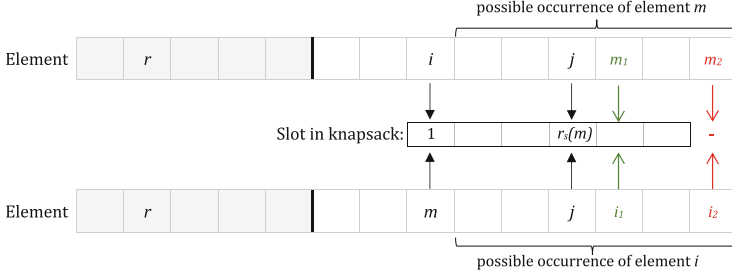 possible occurrence of element m
Element r i j m₁ m₂
Slot in knapsack: 1 rₛ(m) -
Element r m j i₁ i₂
possible occurrence of element i